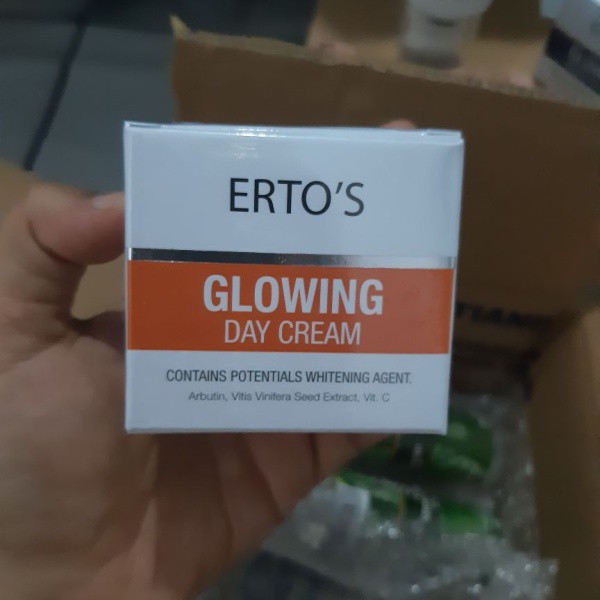 ERTO'S
GLOWING
DAY CREAM
CONTAINS POTENTIALS WHITENING AGENT.
Arbutin, Vitis Vinifera Seed Extract, Vit. C